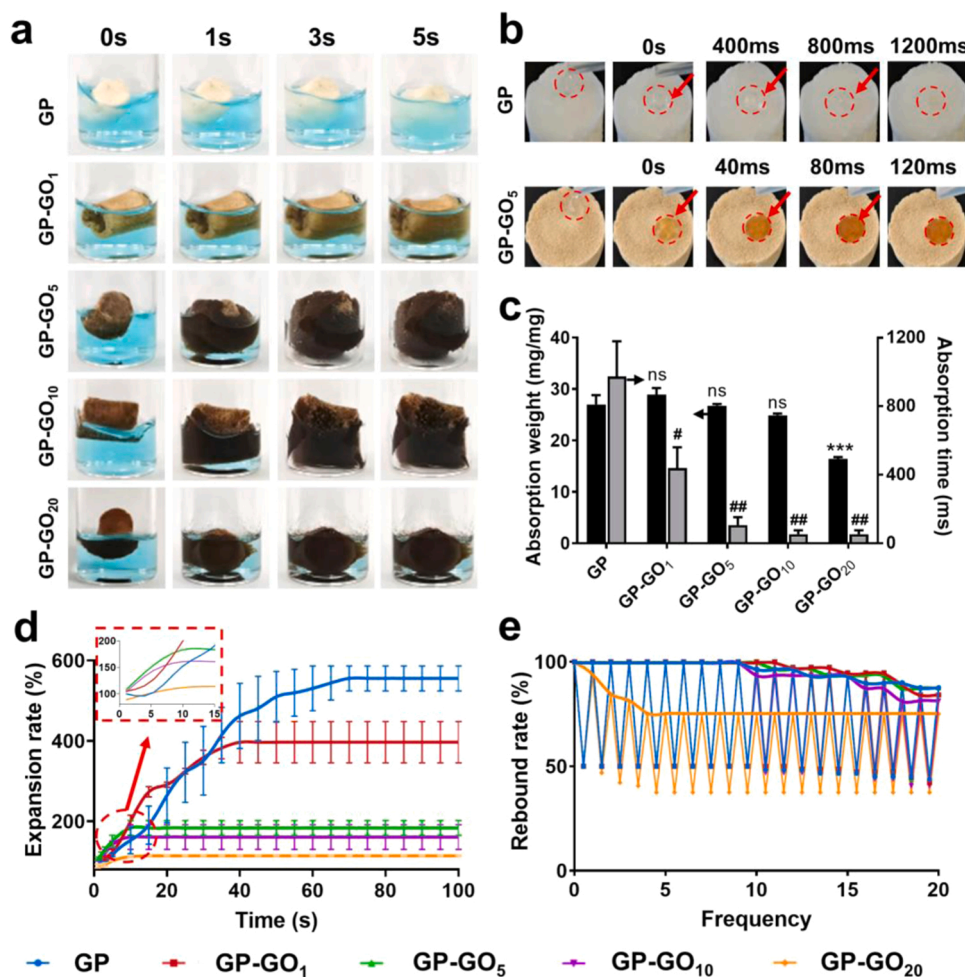 a
0s 1s 3s 5s
GP
GP-GO1
GP-GO5
GP-GO10
GP-GO20
b
0s 400ms 800ms 1200ms
GP
0s 40ms 80ms 120ms
GP-GO5
c
Absorption weight (mg/mg)
40
30
20
10
0
ns ns ns ***
# ## ## ##
1200
800
400
0
Absorption time (ms)
GP GP-GO1 GP-GO5 GP-GO10 GP-GO20
d
Expansion rate (%)
600
400
200
200
150
100
0 5 10 15
0 20 40 60 80 100
Time (s)
e
Rebound rate (%)
100
50
0
0 5 10 15 20
Frequency
GP GP-GO1 GP-GO5 GP-GO10 GP-GO20